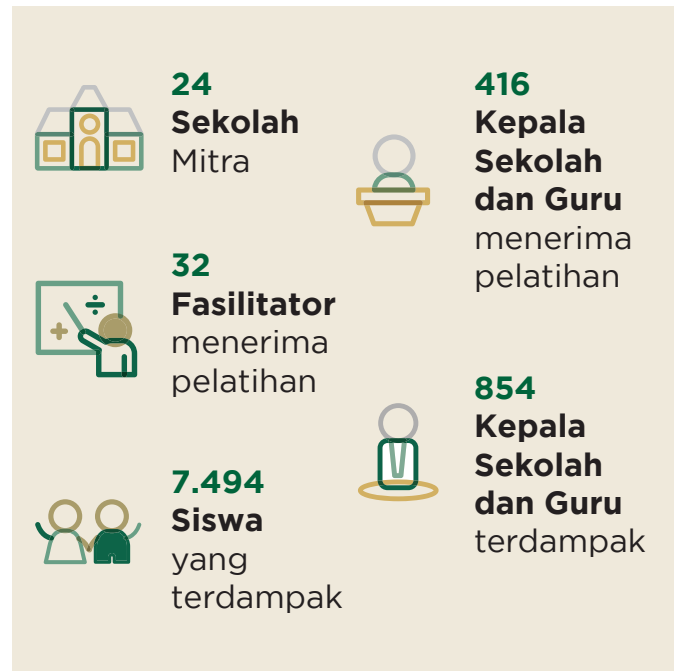 24
Sekolah
Mitra
32
Fasilitator
menerima
pelatihan
7.494
Siswa
yang
terdampak
416
Kepala
Sekolah
dan Guru
menerima
pelatihan
854
Kepala
Sekolah
dan Guru
terdampak